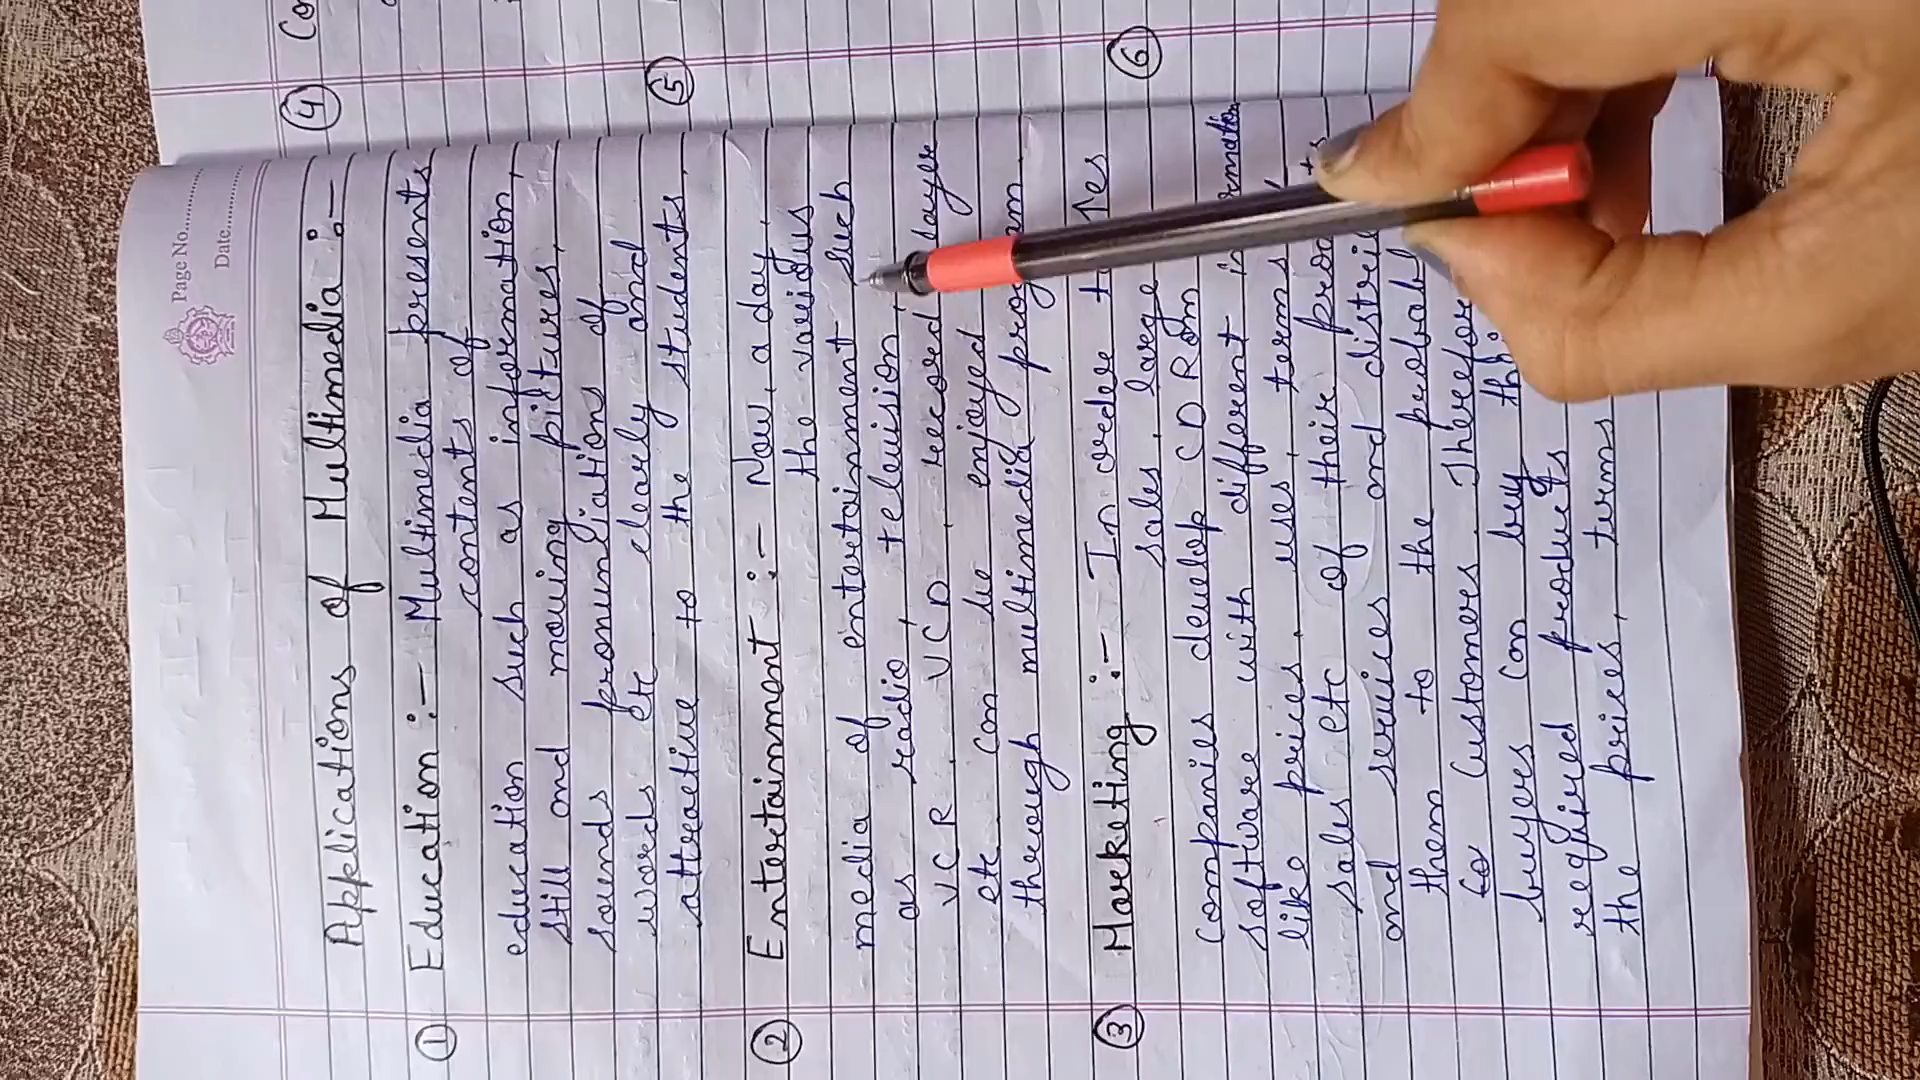 Page No..............
Date..............
Applications of Multimedia :-
① Education :- Multimedia presents
contents of
education such as information,
still and moving pictures,
sounds pronunciations of
words etc clearly and
attreactive to the students.
② Entertainment :- Now, a day,
the various
media of entertainment such
as radio, television,
VCR, VCD, record layer
etc can be enjoyed
through multimedia program.
③ Marketing :- In order to
sales, large
Companies develop CD Rom
software with different
like prices, uses, terms
sales etc of their
and services and
them to the
to Customers. Therefore
buyers can buy
required products
the prices, terms
④ Co
⑤
⑥